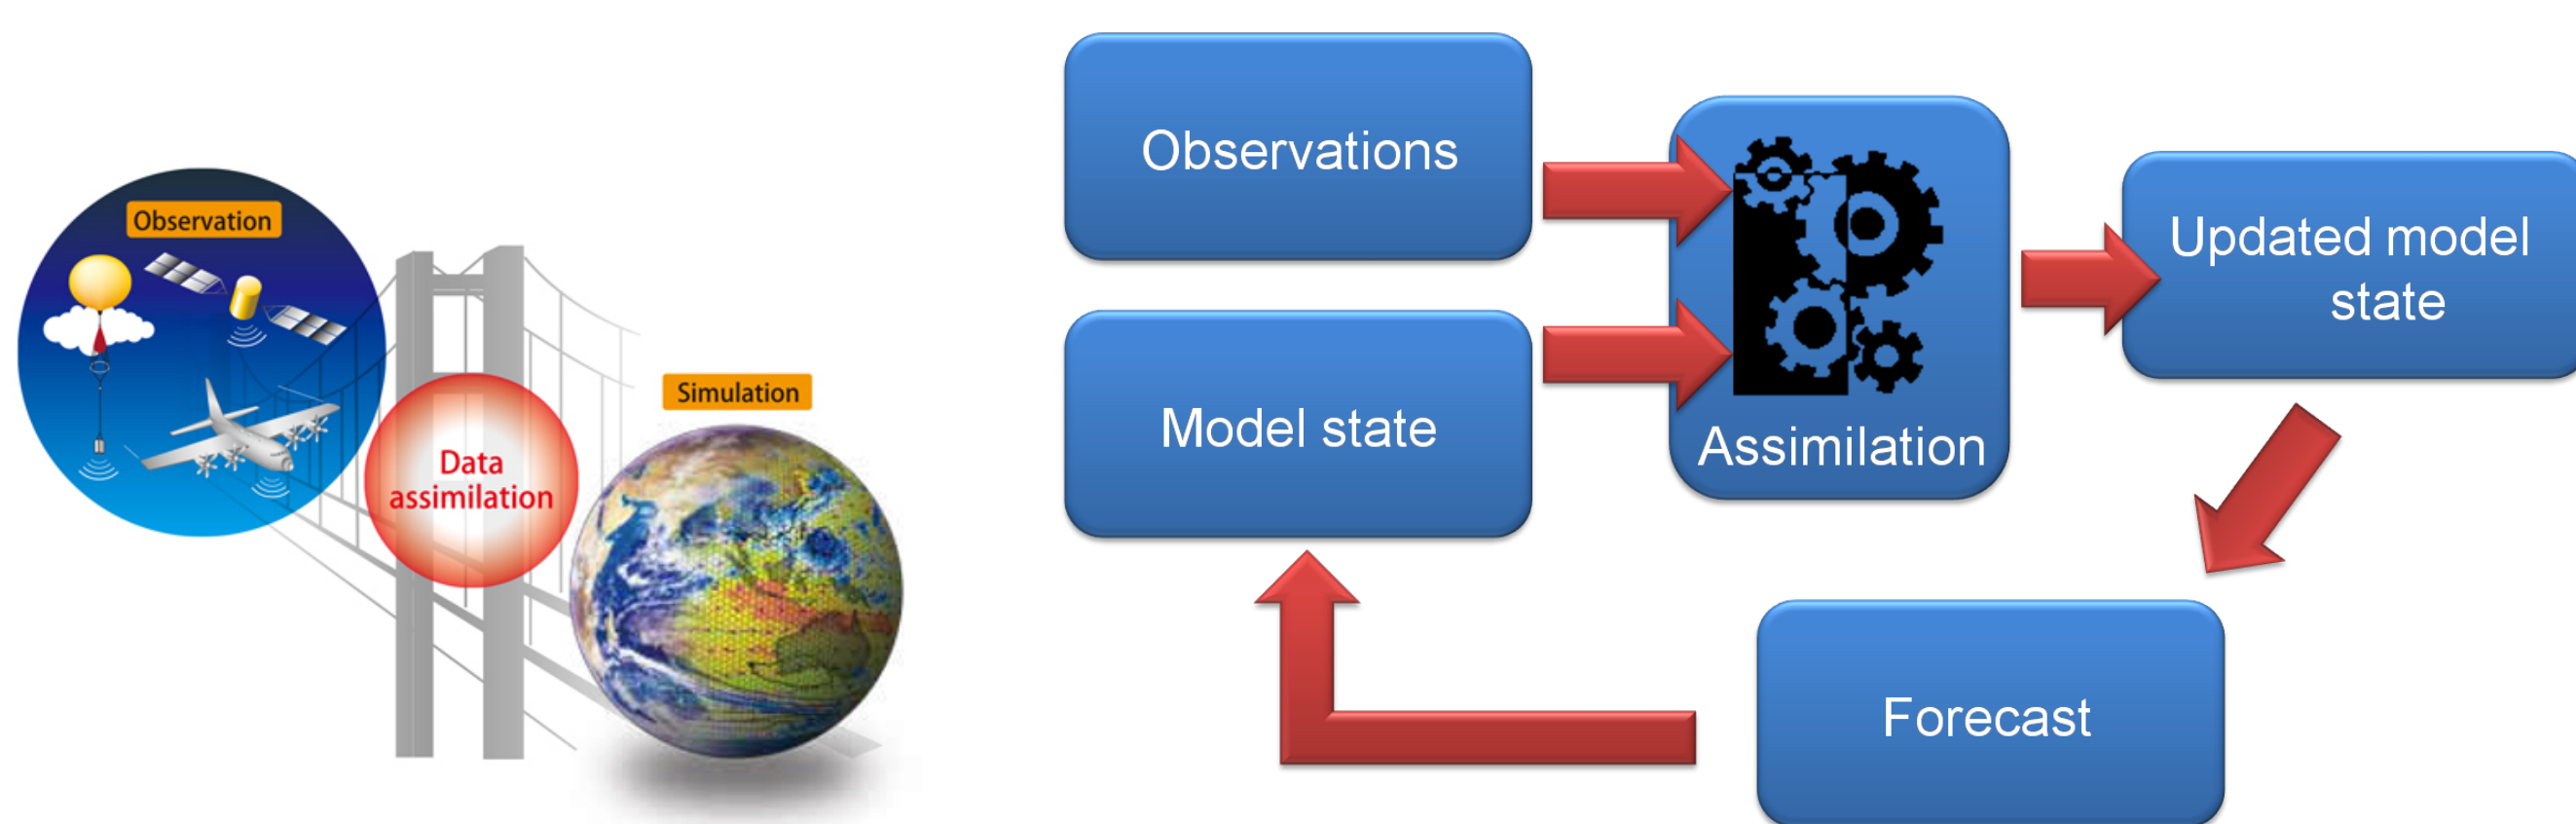 Observation
Data
assimilation
Simulation
Observations
Model state
Assimilation
Updated model
state
Forecast